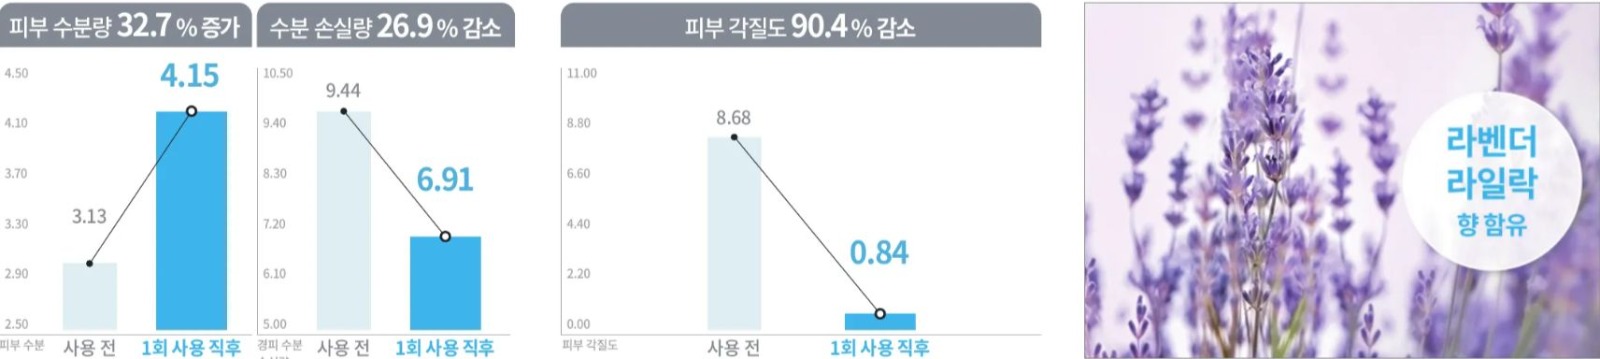 피부 수분량 32.7 % 증가
4.50
4.10
3.70
3.30
2.90
2.50
3.13
4.15
피부 수분
사용 전
1회 사용 직후
수분 손실량 26.9 % 감소
10.50
9.40
8.30
7.20
6.10
5.00
9.44
6.91
경피 수분
사용 전
1회 사용 직후
피부 각질도 90.4 % 감소
11.00
8.80
6.60
4.40
2.20
0.00
8.68
0.84
피부 각질도
사용 전
1회 사용 직후
라벤더
라일락
향 함유